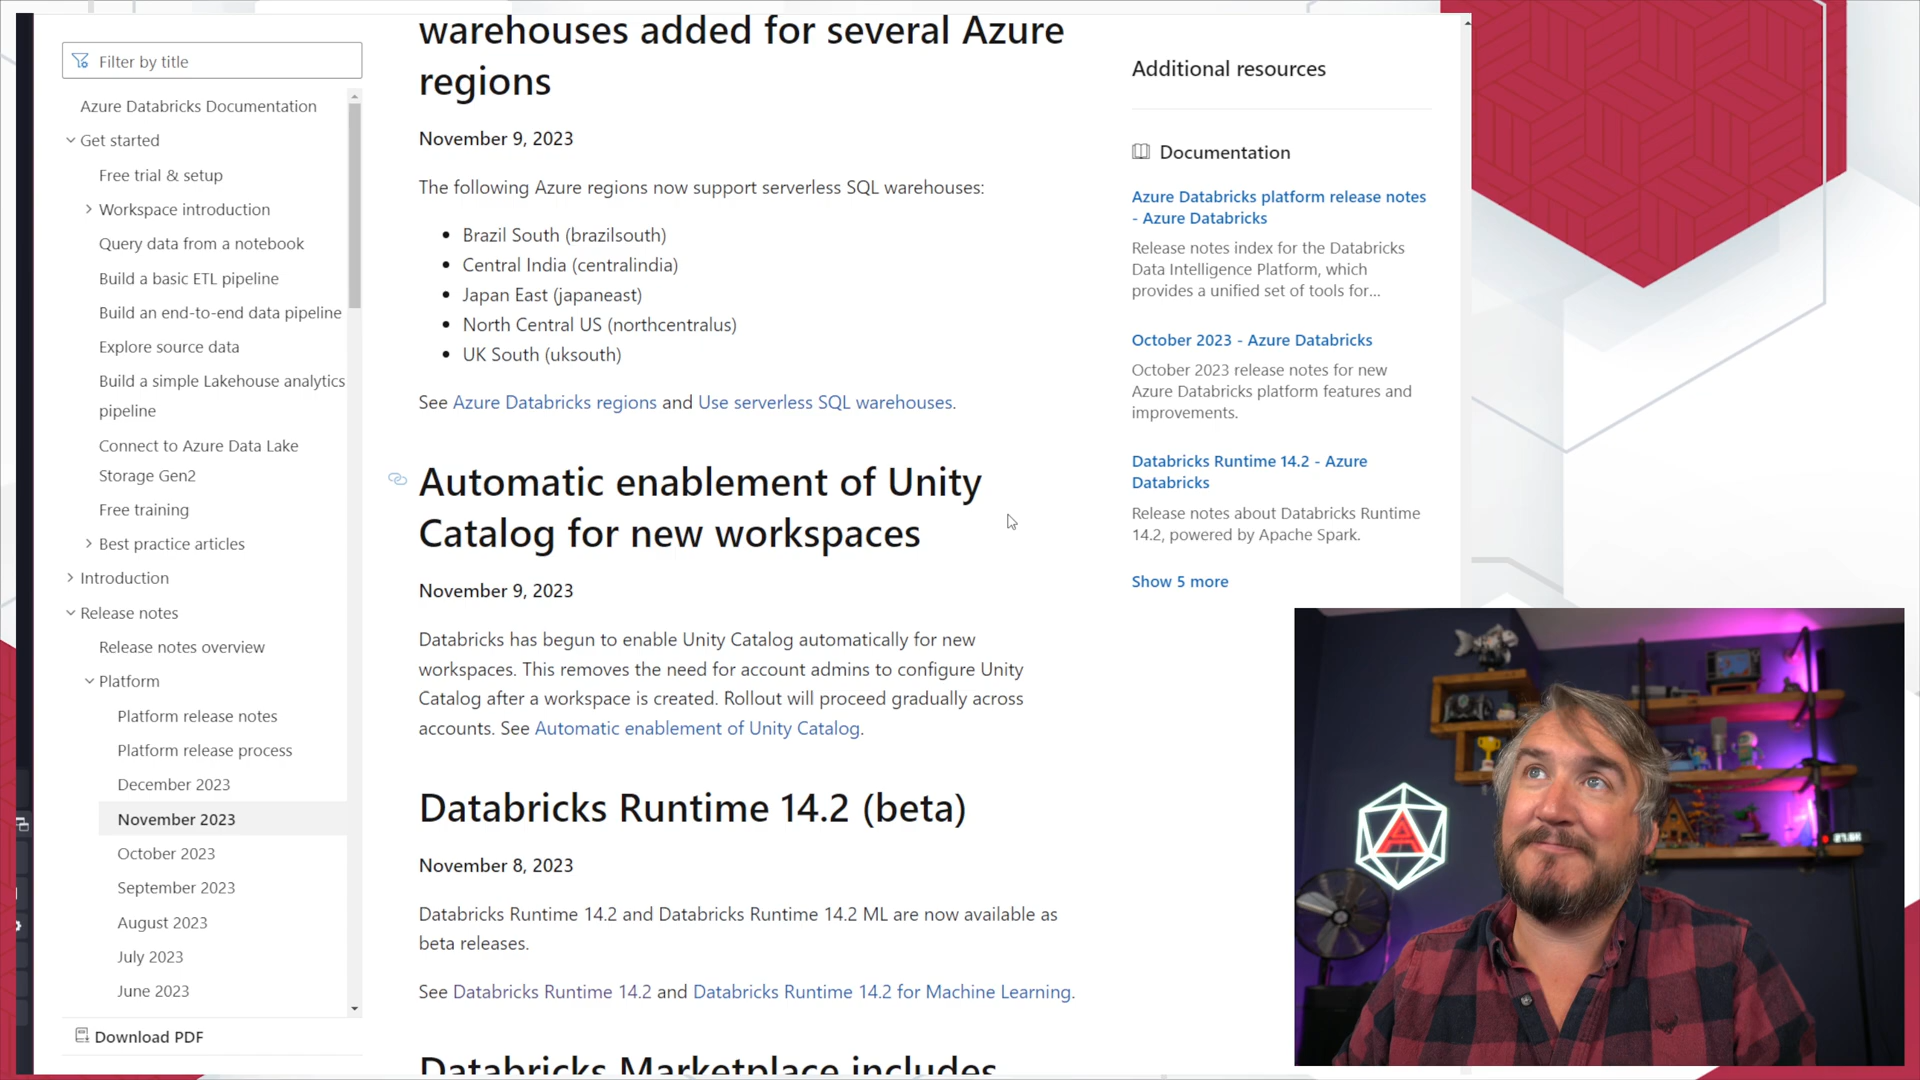 Filter by title
Azure Databricks Documentation
Get started
Free trial & setup
Workspace introduction
Query data from a notebook
Build a basic ETL pipeline
Build an end-to-end data pipeline
Explore source data
Build a simple Lakehouse analytics
pipeline
Connect to Azure Data Lake
Storage Gen2
Free training
Best practice articles
Introduction
Release notes
Release notes overview
Platform
Platform release notes
Platform release process
December 2023
November 2023
October 2023
September 2023
August 2023
July 2023
June 2023
Download PDF
warehouses added for several Azure
regions
November 9, 2023
The following Azure regions now support serverless SQL warehouses:
Brazil South (brazilsouth)
Central India (centralindia)
Japan East (japaneast)
North Central US (northcentralus)
UK South (uksouth)
See Azure Databricks regions and Use serverless SQL warehouses.
Automatic enablement of Unity
Catalog for new workspaces
November 9, 2023
Databricks has begun to enable Unity Catalog automatically for new
workspaces. This removes the need for account admins to configure Unity
Catalog after a workspace is created. Rollout will proceed gradually across
accounts. See Automatic enablement of Unity Catalog.
Databricks Runtime 14.2 (beta)
November 8, 2023
Databricks Runtime 14.2 and Databricks Runtime 14.2 ML are now available as
beta releases.
See Databricks Runtime 14.2 and Databricks Runtime 14.2 for Machine Learning.
Databricks Marketplace includes
Additional resources
Documentation
Azure Databricks platform release notes
- Azure Databricks
Release notes index for the Databricks
Data Intelligence Platform, which
provides a unified set of tools for...
October 2023 - Azure Databricks
October 2023 release notes for new
Azure Databricks platform features and
improvements.
Databricks Runtime 14.2 - Azure
Databricks
Release notes about Databricks Runtime
14.2, powered by Apache Spark.
Show 5 more
A